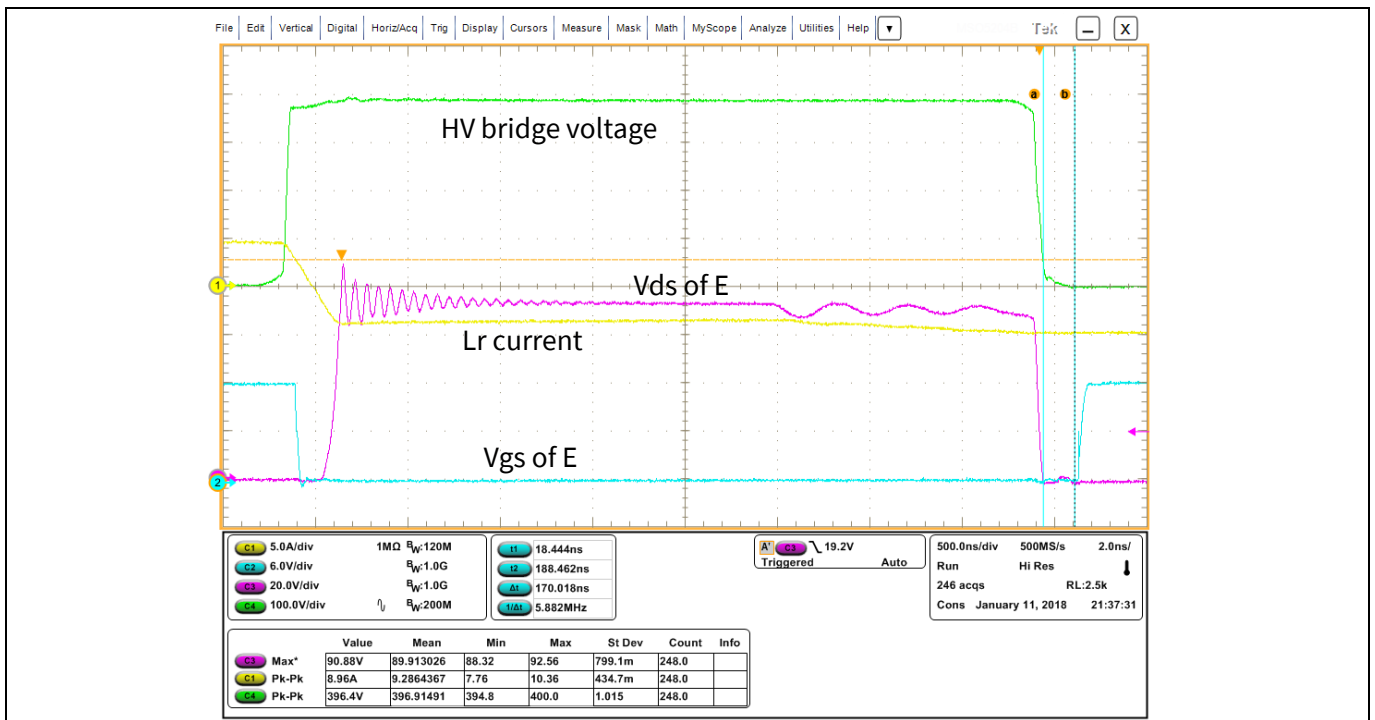 File Edit Vertical Digital Horiz/Acq Trig Display Cursors Measure Mask Math MyScope Analyze Utilities Help ▼ Tek X
a b
HV bridge voltage
1
Vds of E
Lr current
Vgs of E
2
C1 5.0A/div 1MΩ BW:120M
C2 6.0V/div BW:1.0G
C3 20.0V/div BW:1.0G
C4 100.0V/div BW:200M
t1 18.444ns
t2 188.462ns
Δt 170.018ns
1/Δt 5.882MHz
A' C3 19.2V
Triggered Auto
500.0ns/div 500MS/s 2.0ns/
Run Hi Res
246 acqs RL:2.5k
Cons January 11, 2018 21:37:31
Value Mean Min Max St Dev Count Info
C3 Max* 90.88V 89.913026 88.32 92.56 799.1m 248.0
C1 Pk-Pk 8.96A 9.2864367 7.76 10.36 434.7m 248.0
C4 Pk-Pk 396.4V 396.91491 394.8 400.0 1.015 248.0